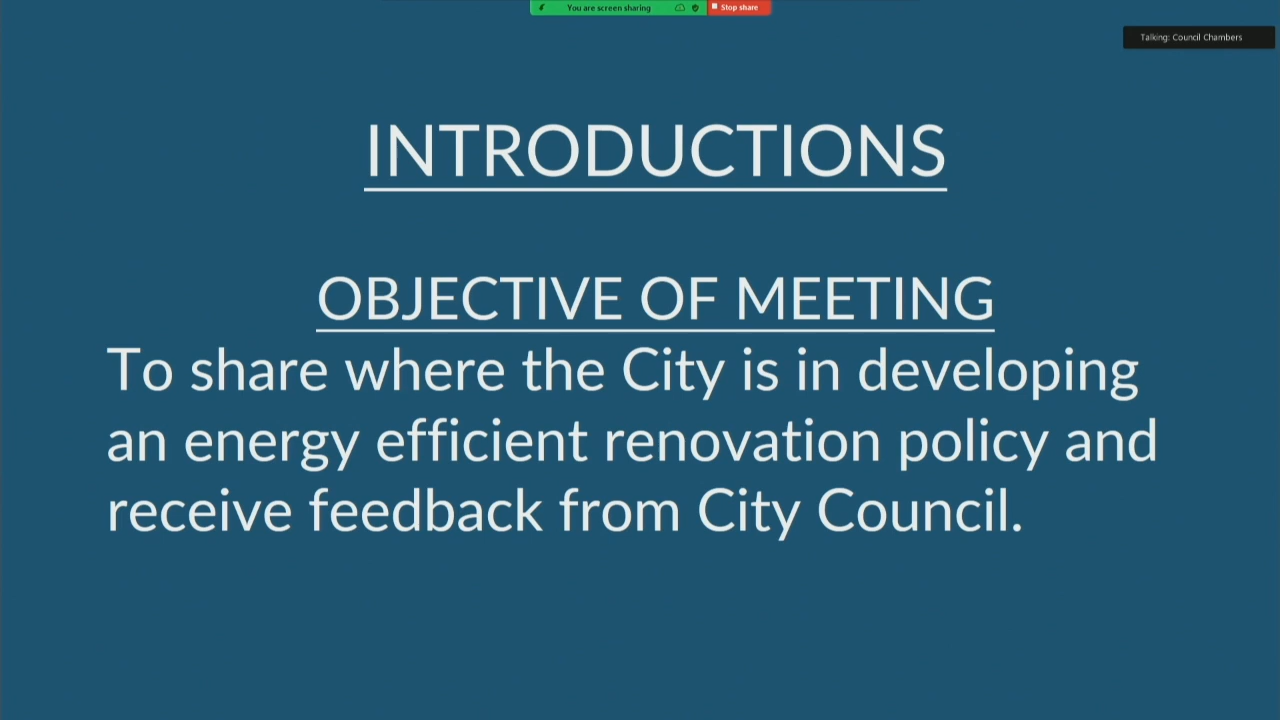 You are screen sharing
Stop share
Talking: Council Chambers
INTRODUCTIONS
OBJECTIVE OF MEETING
To share where the City is in developing
an energy efficient renovation policy and
receive feedback from City Council.